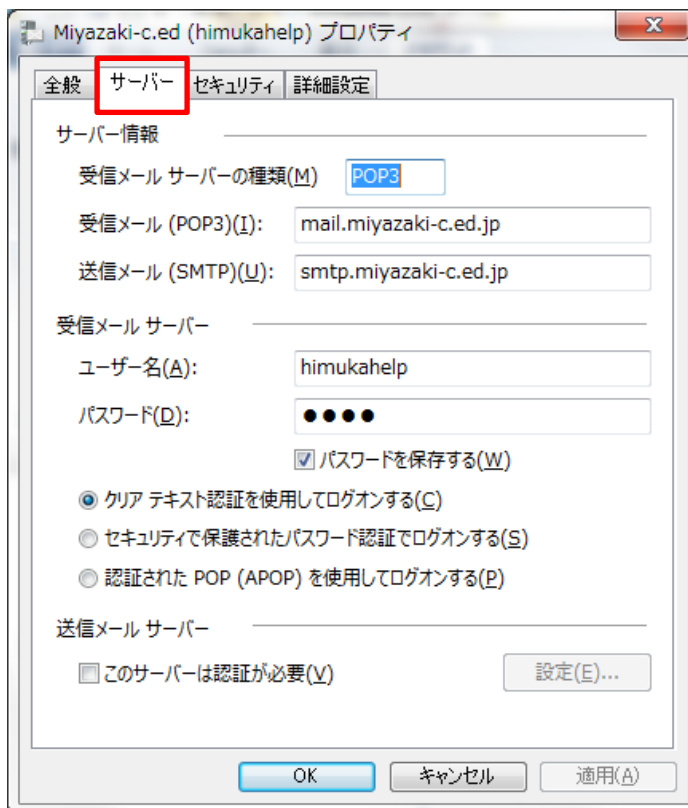 Miyazaki-c.ed (himukahelp) プロパティ
全般 サーバー セキュリティ 詳細設定
サーバー情報
受信メール サーバーの種類(M) POP3
受信メール (POP3)(I): mail.miyazaki-c.ed.jp
送信メール (SMTP)(U): smtp.miyazaki-c.ed.jp
受信メール サーバー
ユーザー名(A): himukahelp
パスワード(D): ●●●●
パスワードを保存する(W)
クリア テキスト認証を使用してログオンする(C)
セキュリティで保護されたパスワード認証でログオンする(S)
認証された POP (APOP) を使用してログオンする(P)
送信メール サーバー
このサーバーは認証が必要(V) 設定(E)...
OK キャンセル 適用(A)